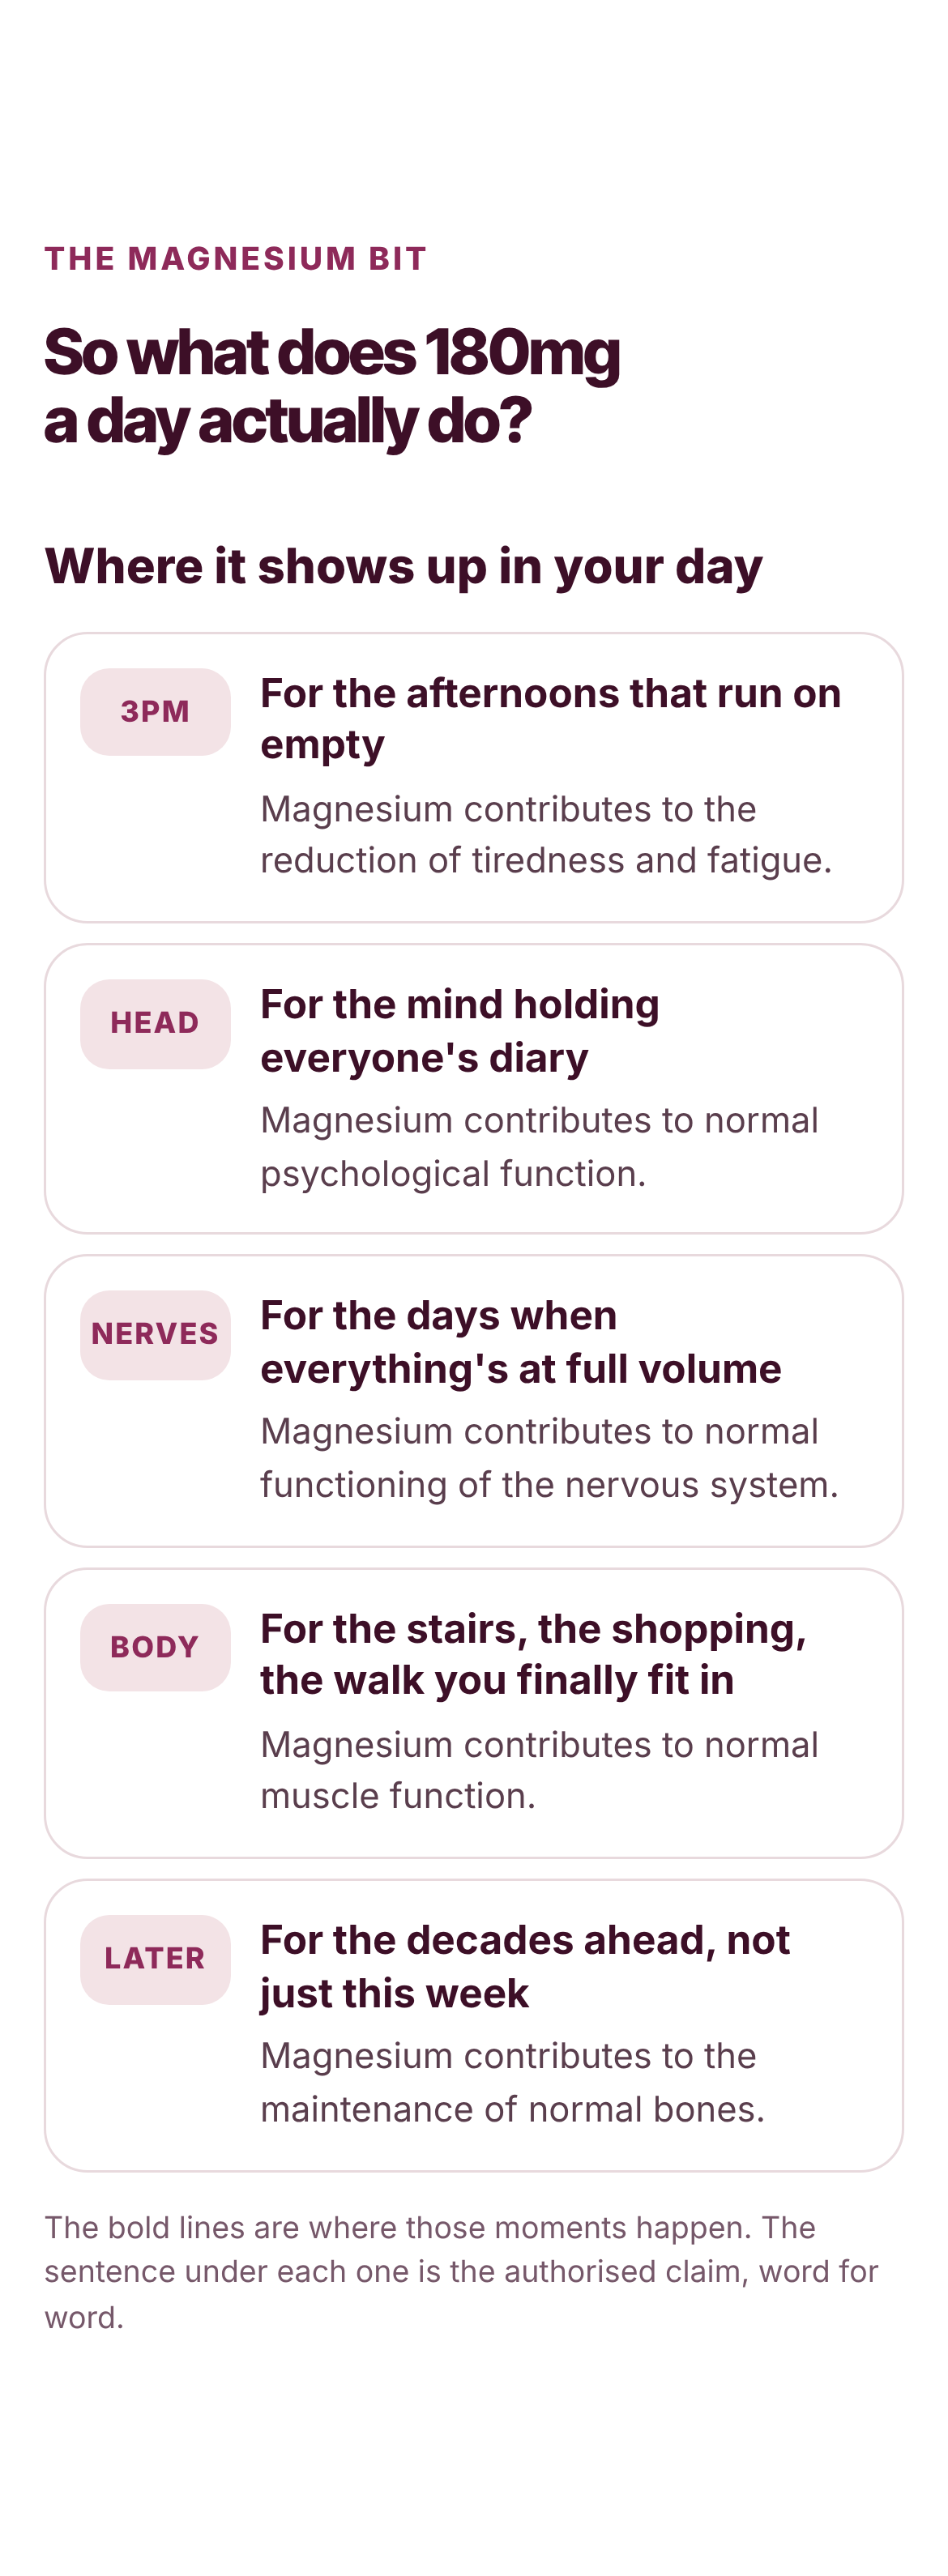 THE MAGNESIUM BIT
So what does 180mg
a day actually do?
Where it shows up in your day
3PM
For the afternoons that run on
empty
Magnesium contributes to the
reduction of tiredness and fatigue.
HEAD
For the mind holding
everyone's diary
Magnesium contributes to normal
psychological function.
NERVES
For the days when
everything's at full volume
Magnesium contributes to normal
functioning of the nervous system.
BODY
For the stairs, the shopping,
the walk you finally fit in
Magnesium contributes to normal
muscle function.
LATER
For the decades ahead, not
just this week
Magnesium contributes to the
maintenance of normal bones.
The bold lines are where those moments happen. The
sentence under each one is the authorised claim, word for
word.